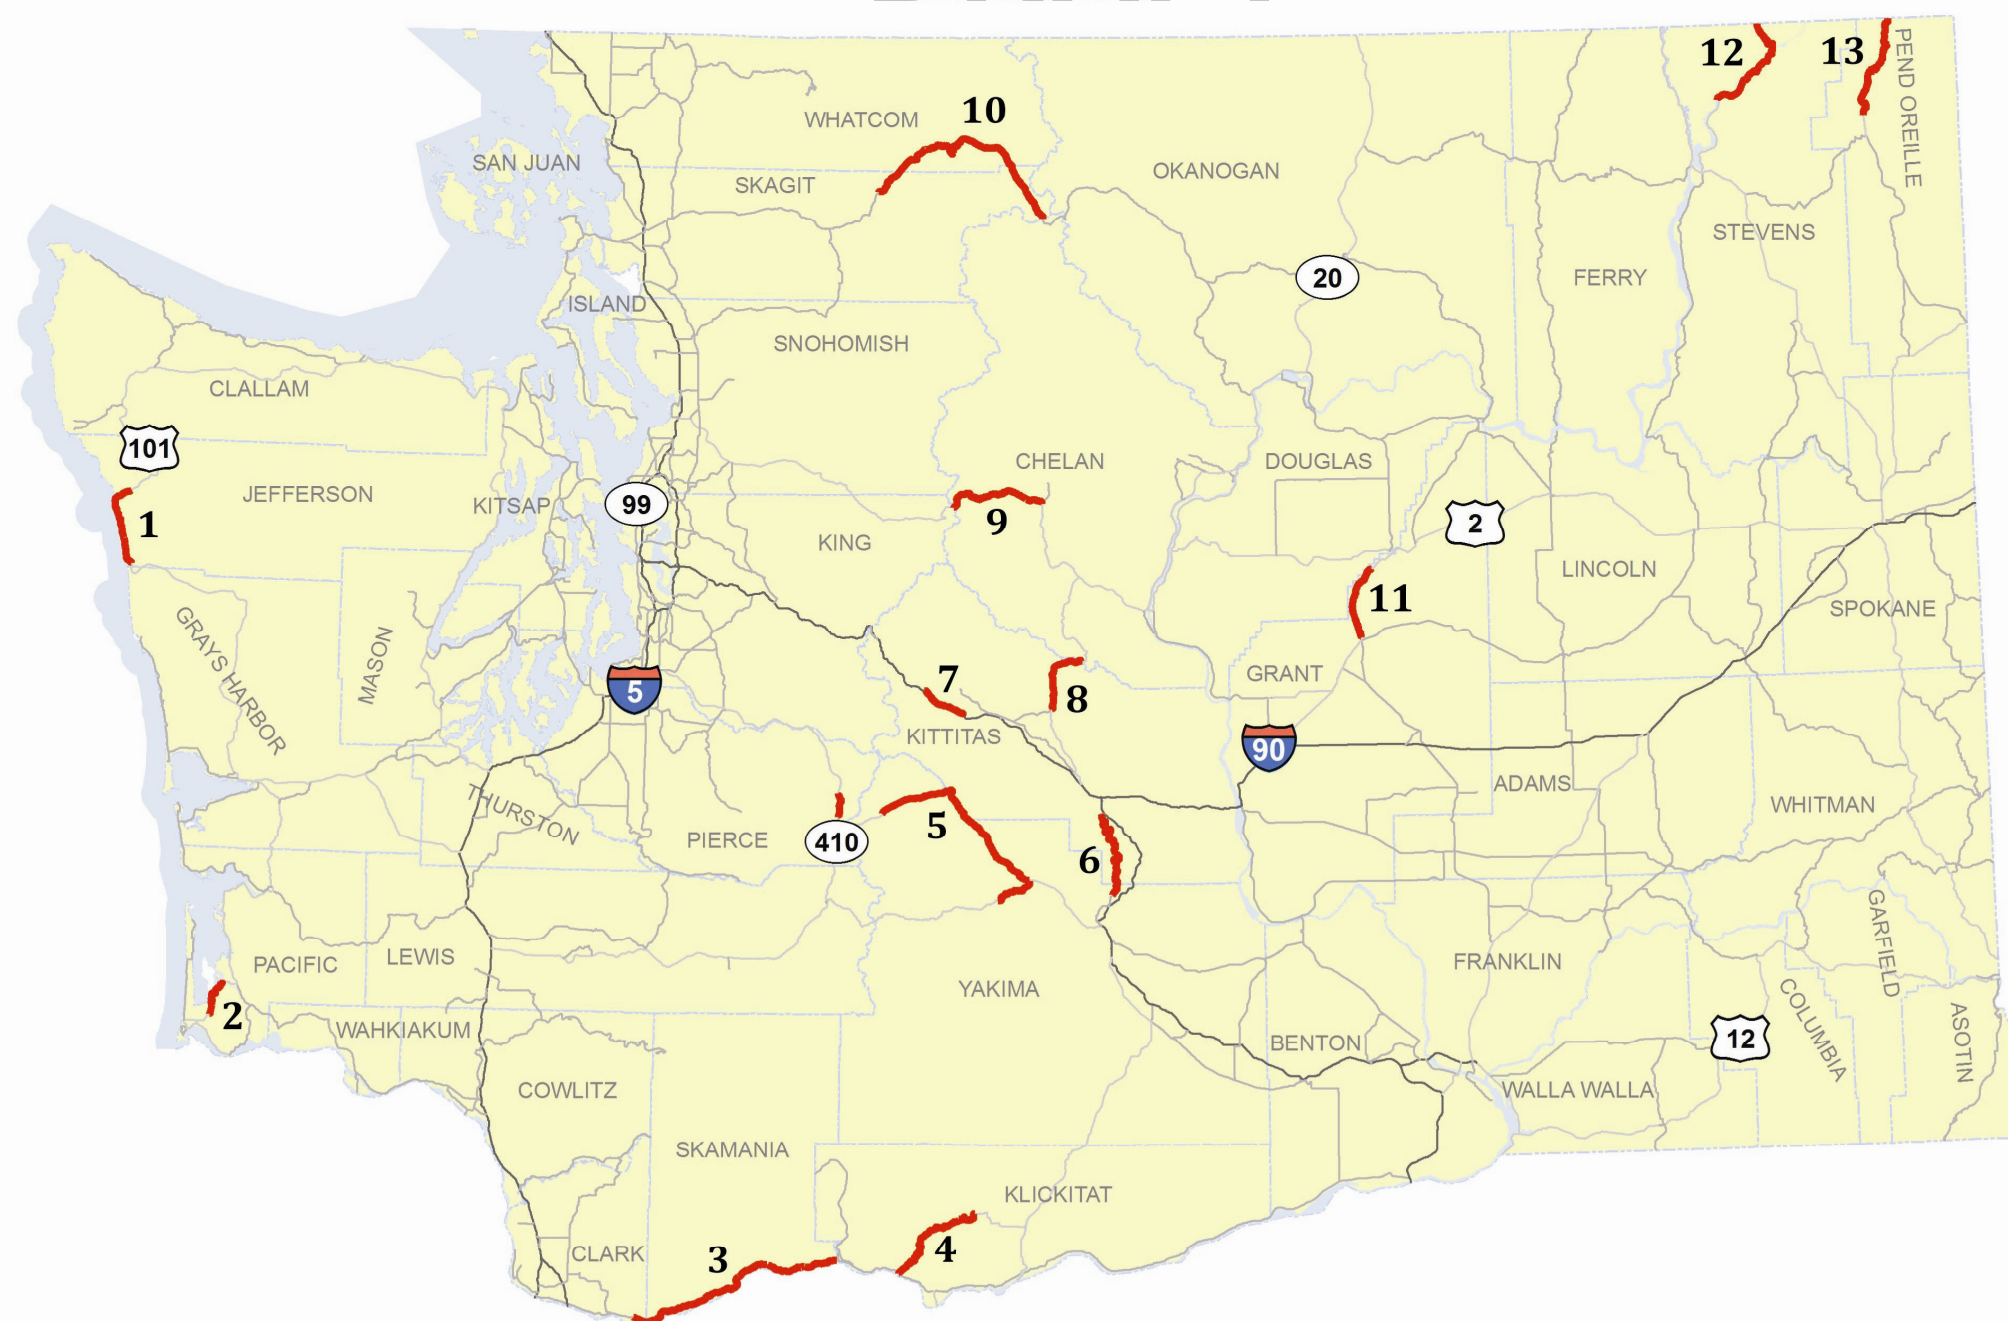 12
13
PEND OREILLE
10
WHATCOM
SAN JUAN
SKAGIT
OKANOGAN
STEVENS
20
FERRY
ISLAND
SNOHOMISH
CLALLAM
101
CHELAN
DOUGLAS
JEFFERSON
KITSAP
99
1
9
2
KING
LINCOLN
11
SPOKANE
GRAYS HARBOR
MASON
5
7
8
GRANT
KITTITAS
90
THURSTON
ADAMS
WHITMAN
PIERCE
410
5
6
GARFIELD
PACIFIC
LEWIS
FRANKLIN
YAKIMA
2
WAHKIAKUM
BENTON
12
COLUMBIA
ASOTIN
COWLITZ
WALLA WALLA
SKAMANIA
KLICKITAT
CLARK
3
4